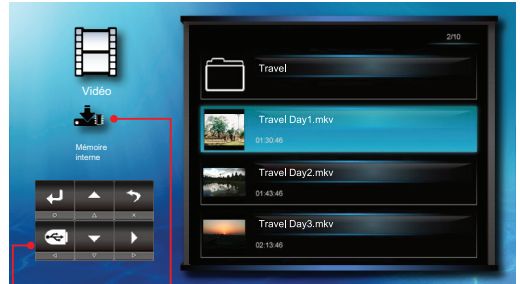 2/10
Vidéo
Mémoire
interne
Travel
Travel Day1.mkv
01:30:46
Travel Day2.mkv
01:43:46
Travel Day3.mkv
02:13:46